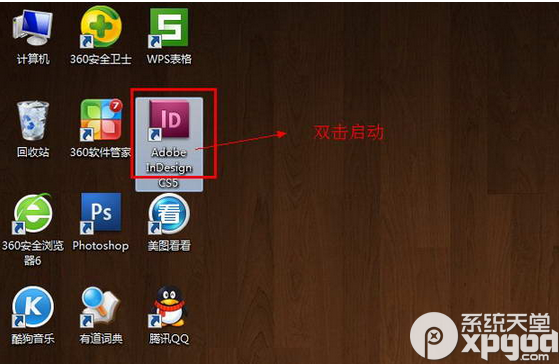 计算机
360安全卫士
WPS表格
回收站
7
360软件管家
ID
Adobe
InDesign
CS5
双击启动
360安全浏览
器6
Ps
Photoshop
看
美图看看
K
酷狗音乐
有道词典
腾讯QQ
系统天堂
xpgod.com